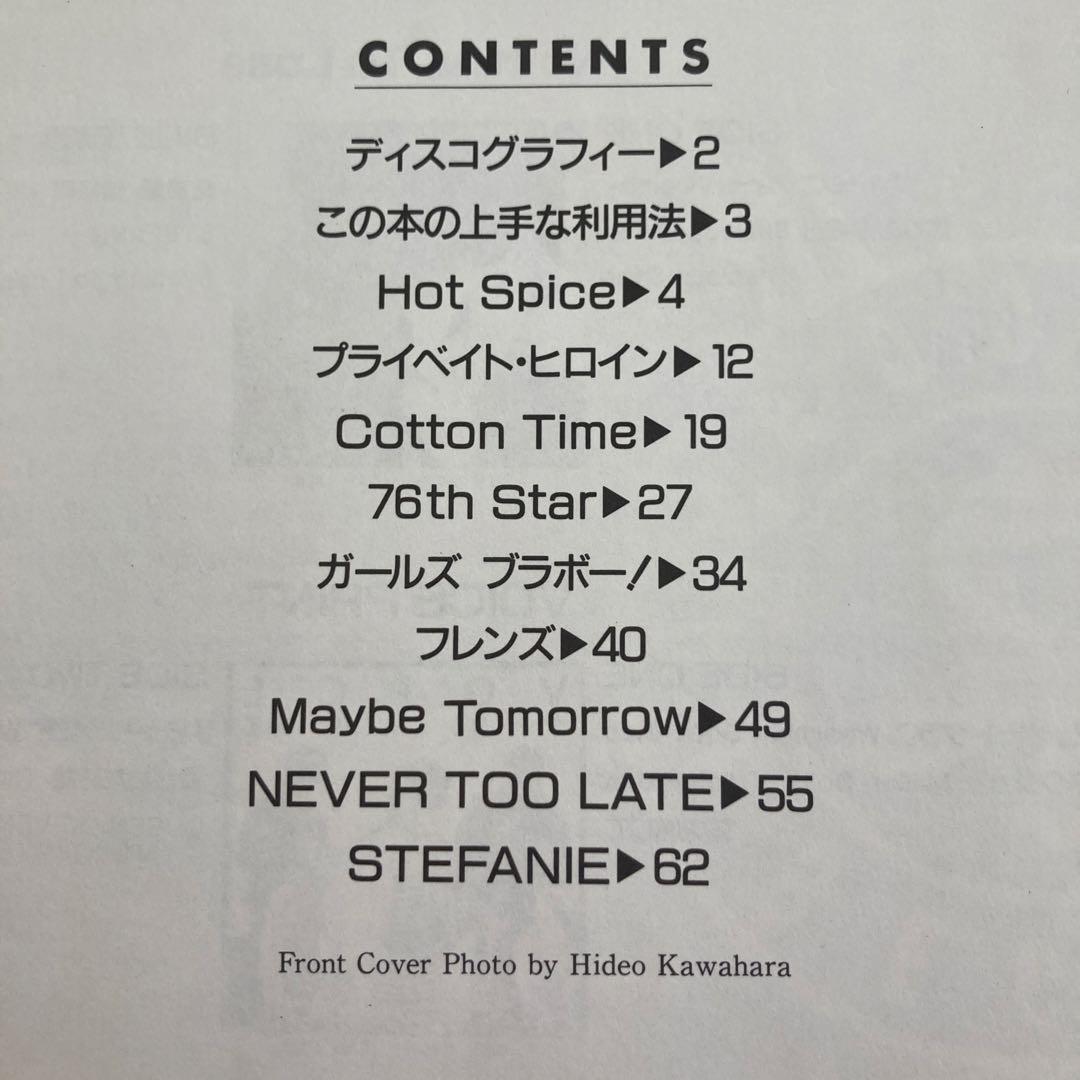 CONTENTS
ディスコグラフィー▶2
この本の上手な利用法▶3
Hot Spice▶4
プライベイト・ヒロイン▶12
Cotton Time▶19
76th Star▶27
ガールズ ブラボー!▶34
フレンズ▶40
Maybe Tomorrow▶49
NEVER TOO LATE▶55
STEFANIE▶62
Front Cover Photo by Hideo Kawahara